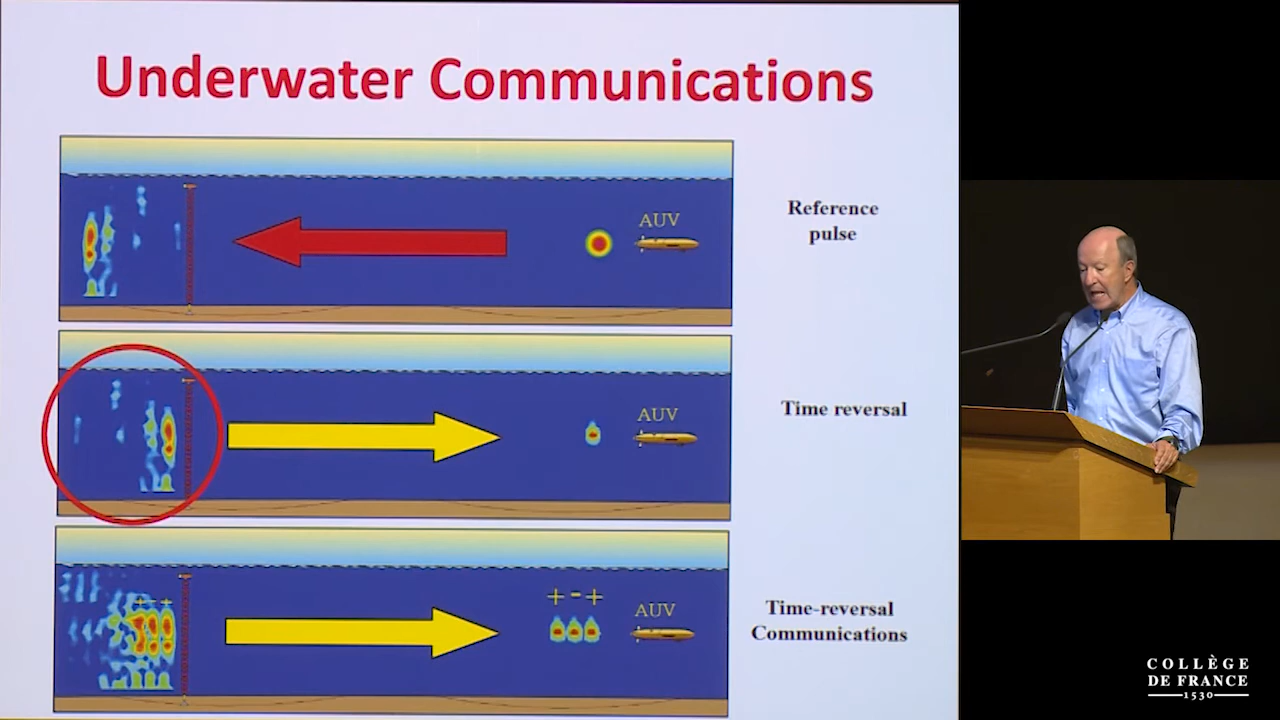 Underwater Communications
AUV
Reference
pulse
AUV
Time reversal
+ - +
+ - +
AUV
Time-reversal
Communications
COLLÈGE
DE FRANCE
1530